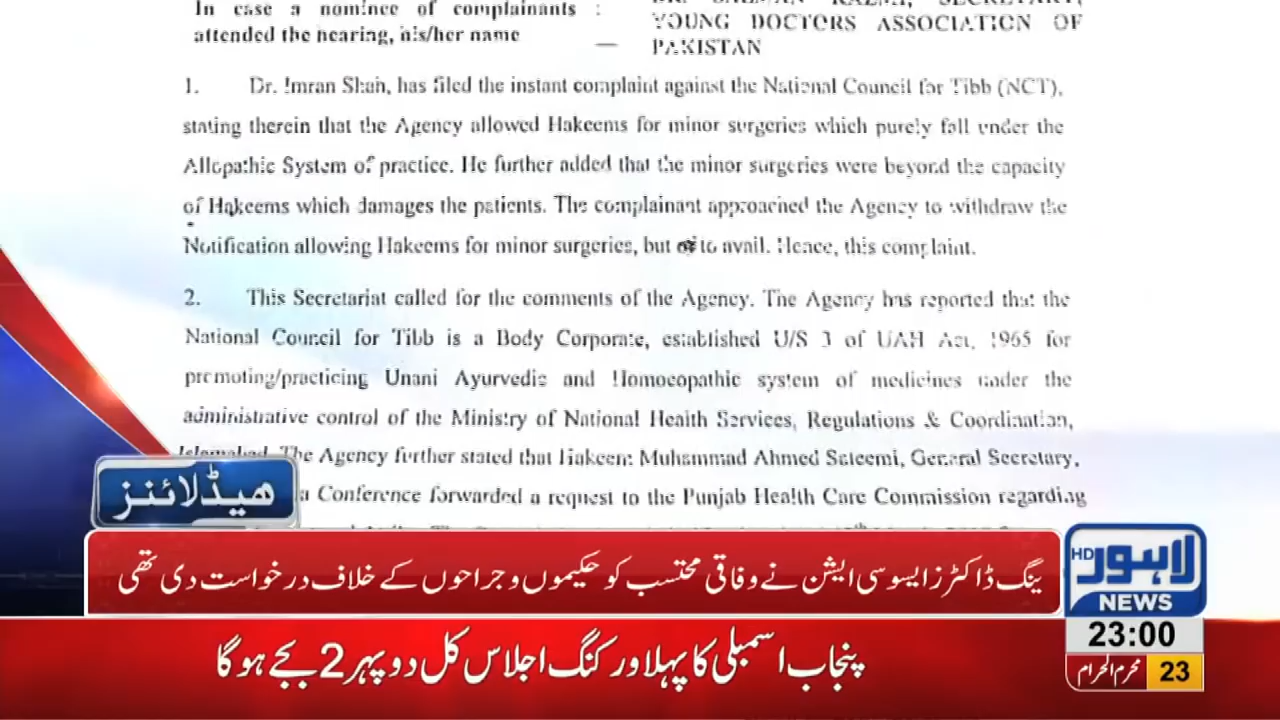 In case a nominee of complainants :
attended the hearing, his/her name
YOUNG DOCTORS ASSOCIATION OF
PAKISTAN
1. Dr. Imran Shah, has filed the instant complaint against the National Council for Tibb (NCT),
stating therein that the Agency allowed Hakeems for minor surgeries which purely fall under the
Allopathic System of practice. He further added that the minor surgeries were beyond the capacity
of Hakeems which damages the patients. The complainant approached the Agency to withdraw the
Notification allowing Hakeems for minor surgeries, but to avail. Hence, this complaint.
2. This Secretariat called for the comments of the Agency. The Agency has reported that the
National Council for Tibb is a Body Corporate, established U/S 3 of UAH Act, 1965 for
promoting/practicing Unani Ayurvedic and Homoeopathic system of medicines under the
administrative control of the Ministry of National Health Services, Regulations & Coordination,
Islamabad. The Agency further stated that Hakeem Muhammad Ahmed Saleemi, General Secretary,
a Conference forwarded a request to the Punjab Health Care Commission regarding
ہیڈلائنز
ینگ ڈاکٹرز ایسوسی ایشن نے وفاقی محتسب کو حکیموں و جراحوں کے خلاف درخواست دی تھی
پنجاب اسمبلی کا پہلا ورکنگ اجلاس کل دوپہر 2 بجے ہوگا
لاہور HD
NEWS
23:00
23 محرم الحرام